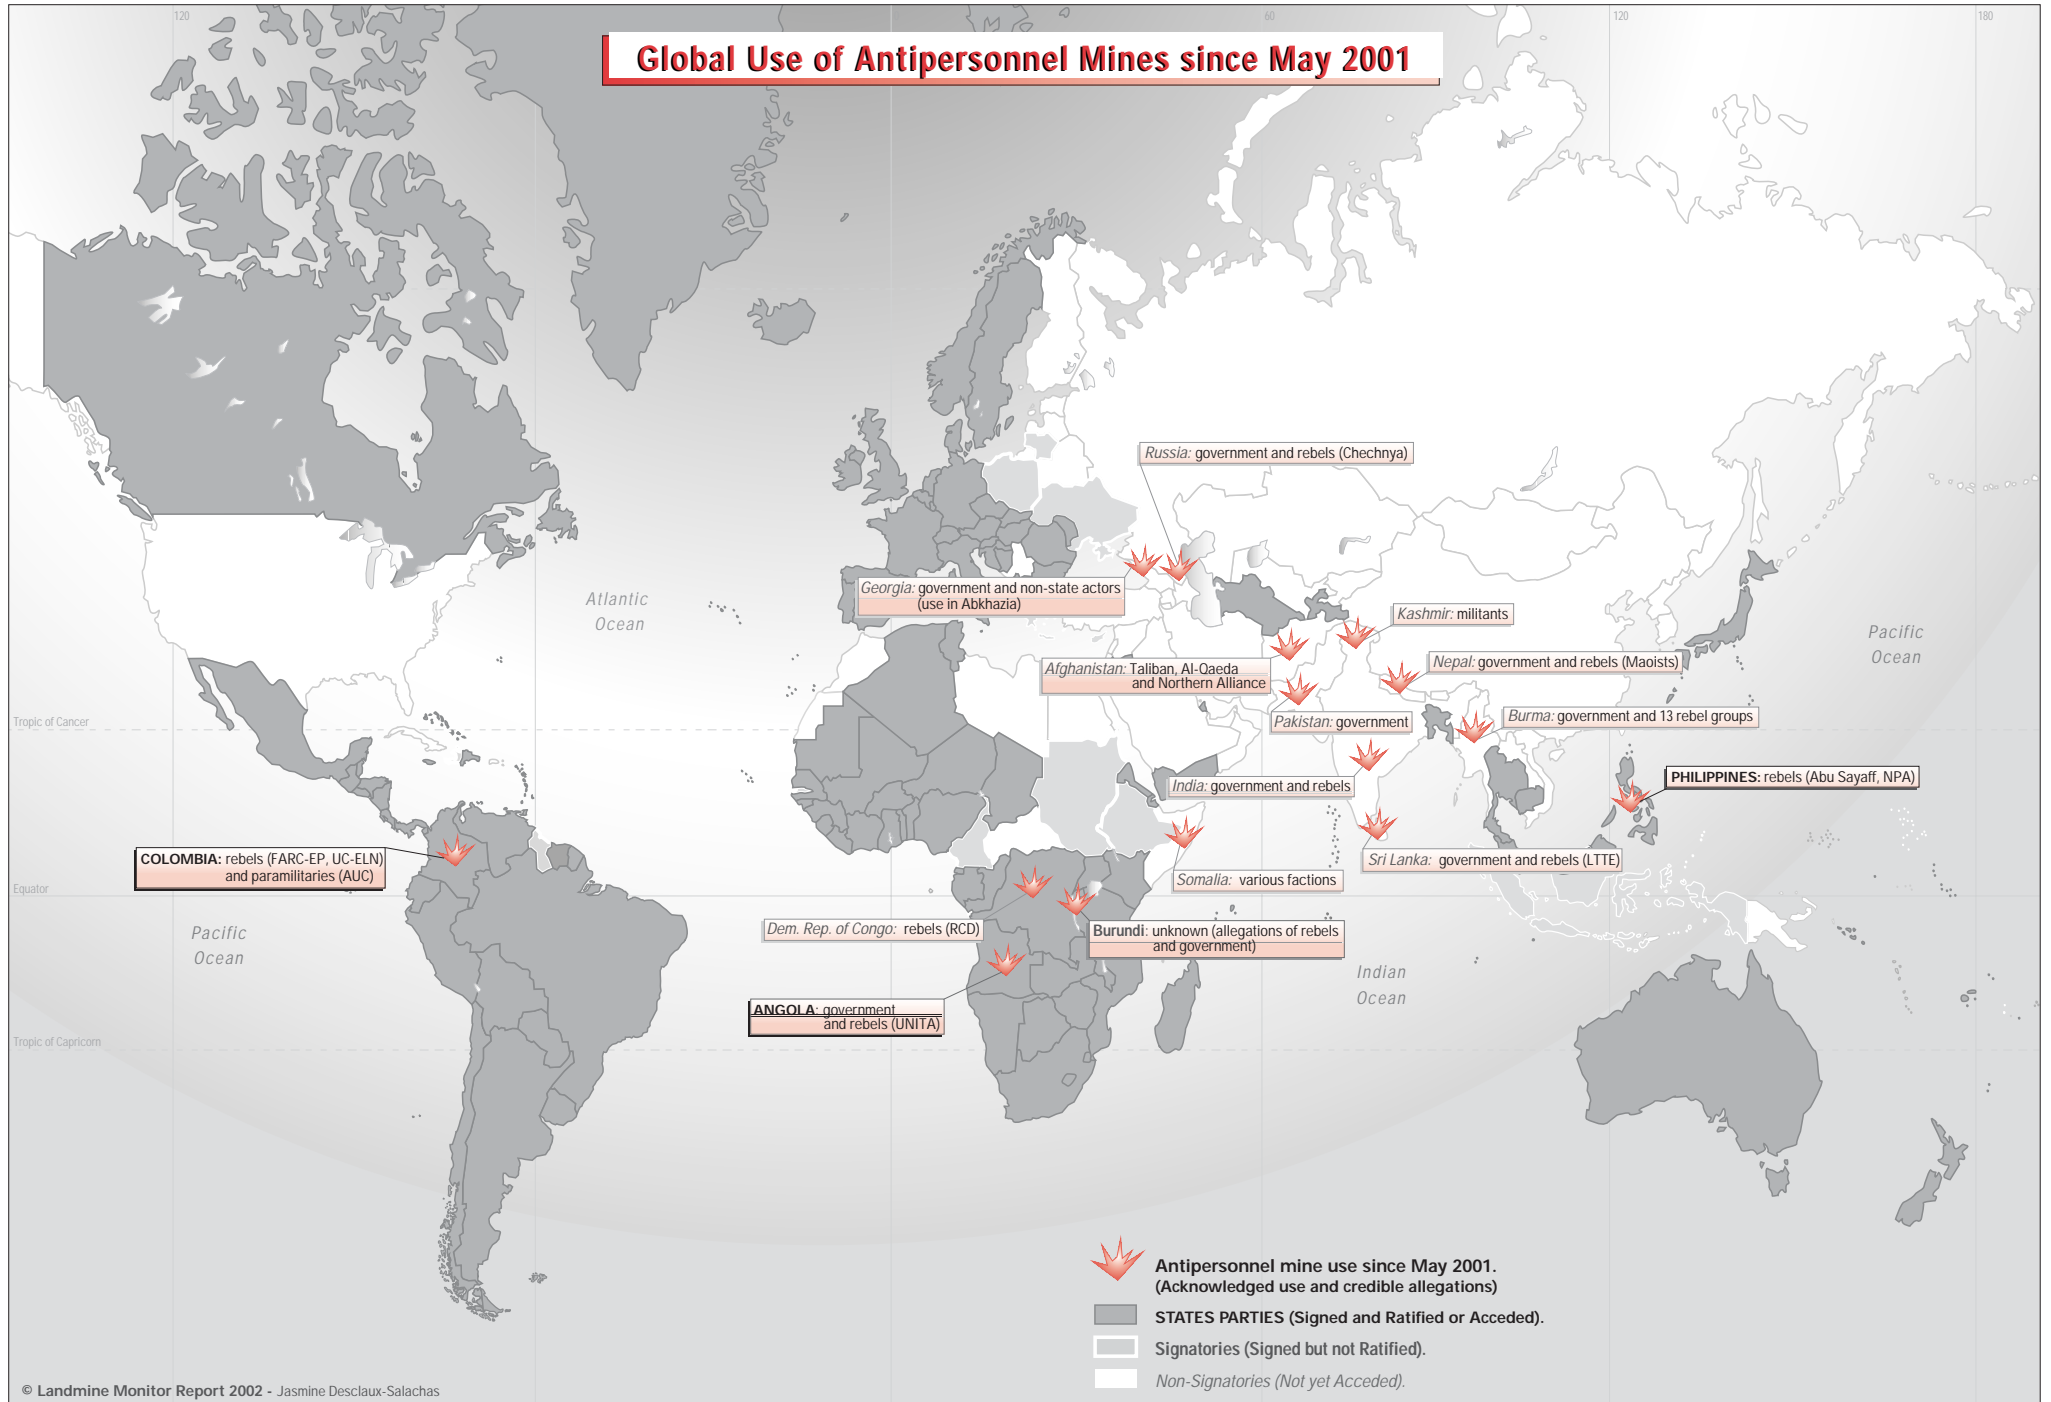 120
60
120
180
Global Use of Antipersonnel Mines since May 2001
Russia: government and rebels (Chechnya)
Georgia: government and non-state actors
(use in Abkhazia)
Atlantic
Ocean
Kashmir: militants
Pacific
Ocean
Afghanistan: Taliban, Al-Qaeda
and Northern Alliance
Nepal: government and rebels (Maoists)
Pakistan: government
Burma: government and 13 rebel groups
Tropic of Cancer
India: government and rebels
PHILIPPINES: rebels (Abu Sayaff, NPA)
COLOMBIA: rebels (FARC-EP, UC-ELN)
and paramilitaries (AUC)
Sri Lanka: government and rebels (LTTE)
Somalia: various factions
Equator
Dem. Rep. of Congo: rebels (RCD)
Burundi: unknown (allegations of rebels
and government)
Pacific
Ocean
Indian
Ocean
ANGOLA: government
and rebels (UNITA)
Tropic of Capricorn
Antipersonnel mine use since May 2001.
(Acknowledged use and credible allegations)
STATES PARTIES (Signed and Ratified or Acceded).
Signatories (Signed but not Ratified).
Non-Signatories (Not yet Acceded).
© Landmine Monitor Report 2002 - Jasmine Desclaux-Salachas